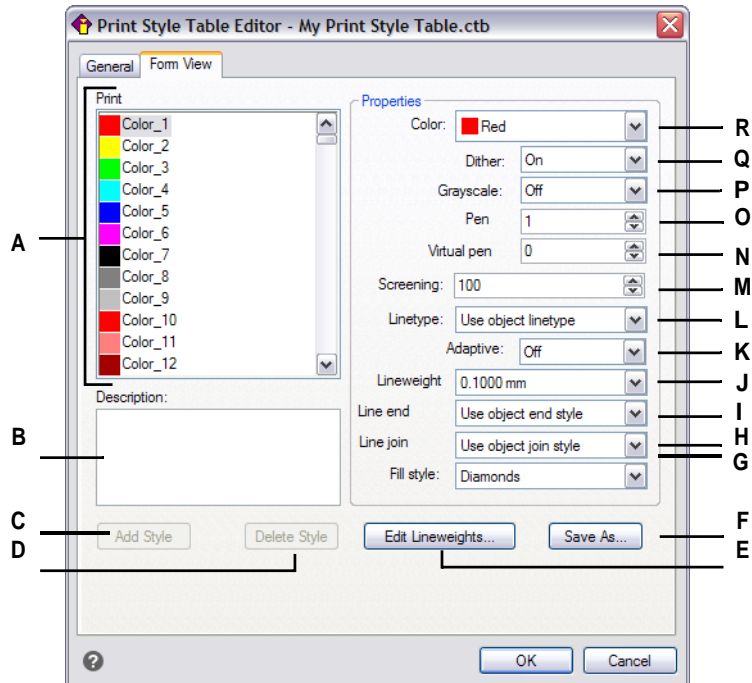 Print Style Table Editor - My Print Style Table.ctb
General Form View
Print
Color_1
Color_2
Color_3
Color_4
Color_5
Color_6
Color_7
Color_8
Color_9
Color_10
Color_11
Color_12
Description:
Add Style Delete Style
Properties
Color: Red
Dither: On
Grayscale: Off
Pen 1
Virtual pen 0
Screening: 100
Linetype: Use object linetype
Adaptive: Off
Lineweight 0.1000 mm
Line end Use object end style
Line join Use object join style
Fill style: Diamonds
Edit Lineweights... Save As...
OK Cancel
A
B
C
D
R
Q
P
O
N
M
L
K
J
I
H
G
F
E